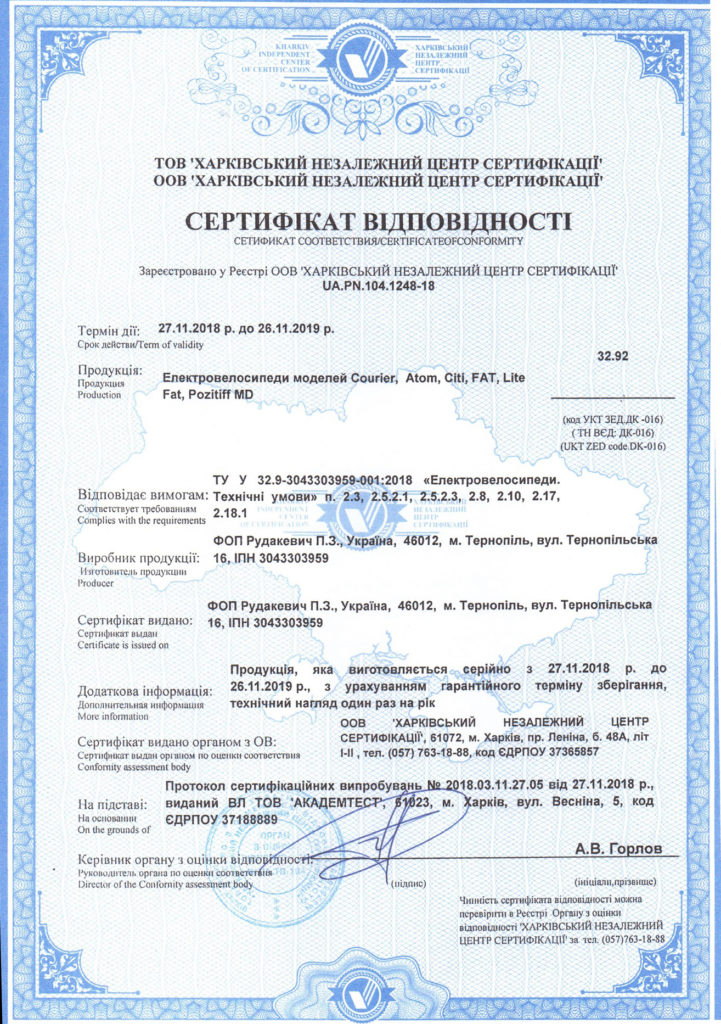 KHARKIV
INDEPENDENT
CENTER
OF CERTIFICATION
ХАРКІВСЬКИЙ
НЕЗАЛЕЖНИЙ
ЦЕНТР
СЕРТИФІКАЦІЇ
ТОВ 'ХАРКІВСЬКИЙ НЕЗАЛЕЖНИЙ ЦЕНТР СЕРТИФІКАЦІЇ'
ООВ 'ХАРКІВСЬКИЙ НЕЗАЛЕЖНИЙ ЦЕНТР СЕРТИФІКАЦІЇ'
СЕРТИФІКАТ ВІДПОВІДНОСТІ
СЕТИФИКАТ СООТВЕТСТВИЯ/CERTIFICATEOFCONFORMITY
Зареєстровано у Реєстрі ООВ 'ХАРКІВСЬКИЙ НЕЗАЛЕЖНИЙ ЦЕНТР СЕРТИФІКАЦІЇ'
UA.PN.104.1248-18
Термін дії: 27.11.2018 р. до 26.11.2019 р.
Срок действи/Term of validity
32.92
Продукція:
Продукция
Production
Електровелосипеди моделей Courier, Atom, Citi, FAT, Lite
Fat, Pozitiff MD
(код УКТ ЗЕД.ДК -016)
( ТН ВЕД: ДК-016)
(UKT ZED code.DK-016)
ТУ У 32.9-3043303959-001:2018 «Електровелосипеди.
Відповідає вимогам: Технічні умови» п. 2.3, 2.5.2.1, 2.5.2.3, 2.8, 2.10, 2.17,
Соответствует требованиям 2.18.1
Complies with the requirements
INDEPENDENT
CENTER
OF CERTIFICATION
НЕЗАЛЕЖНИЙ
ЦЕНТР
СЕРТИФІКАЦІЇ
ФОП Рудакевич П.З., Україна, 46012, м. Тернопіль, вул. Тернопільська
Виробник продукції: 16, ІПН 3043303959
Изготовитель продукции
Producer
ФОП Рудакевич П.З., Україна, 46012, м. Тернопіль, вул. Тернопільська
Сертифікат видано: 16, ІПН 3043303959
Сертификат выдан
Certificate is issued on
Продукція, яка виготовляється серійно з 27.11.2018 р. до
Додаткова інформація: 26.11.2019 р., з урахуванням гарантійного терміну зберігання,
Дополнительная информация технічний нагляд один раз на рік
More information
ООВ 'ХАРКІВСЬКИЙ НЕЗАЛЕЖНИЙ ЦЕНТР
Сертифікат видано органом з ОВ: СЕРТИФІКАЦІЇ', 61072, м. Харків, пр. Леніна, б. 48А, літ
Сертификат выдан органом по оценки соответствия І-ІІ , тел. (057) 763-18-88, код ЄДРПОУ 37365857
Comformity assessment body
Протокол сертифікаційних випробувань № 2018.03.11.27.05 від 27.11.2018 р.,
На підставі: виданий ВЛ ТОВ 'АКАДЕМТЕСТ', 61023, м. Харків, вул. Весніна, 5, код
На основании ЄДРПОУ 37188889
On the grounds of
ОРГАН
А.В. Горлов
Керівник органу з оцінки відповідності:
Руководитель органа по оценки соответствия
Director of the Conformity assessment body
(підпис)
(ініціали,прізвище)
Чинність сертифіката відповідності можна
перевірити в Реєстрі Органу з оцінки
відповідності 'ХАРКІВСЬКИЙ НЕЗАЛЕЖНИЙ
ЦЕНТР СЕРТИФІКАЦІЇ' за тел. (057)763-18-88